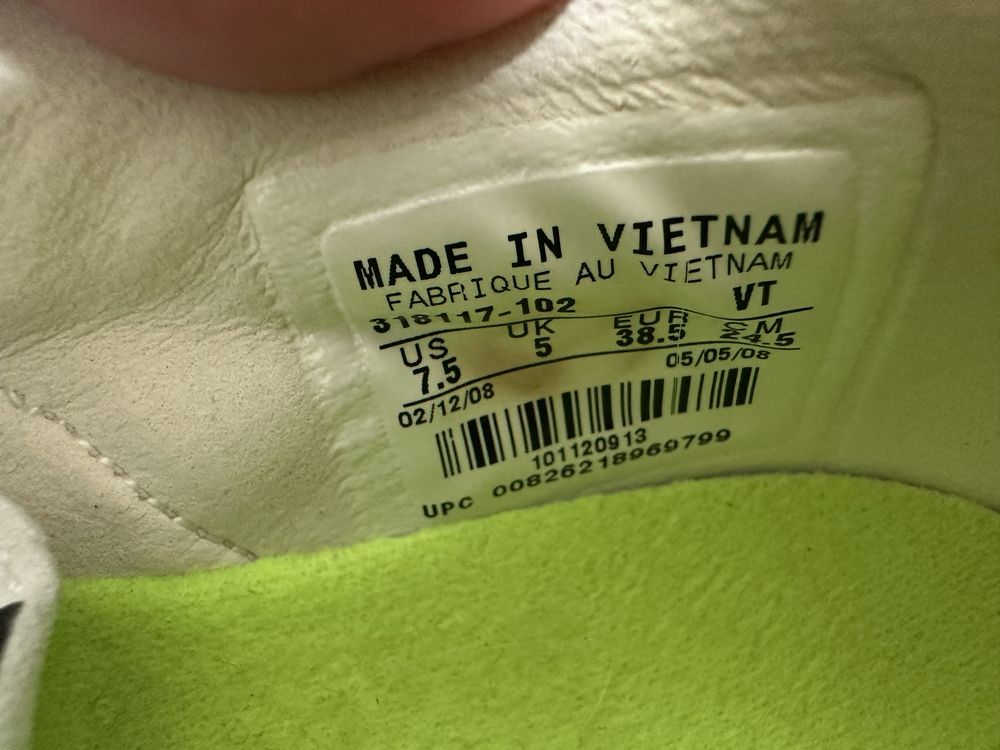 MADE IN VIETNAM
FABRIQUE AU VIETNAM
318117-102 VT
US UK EUR CM
7.5 5 38.5 24.5
02/12/08 05/05/08
101120913
UPC 00826218969799